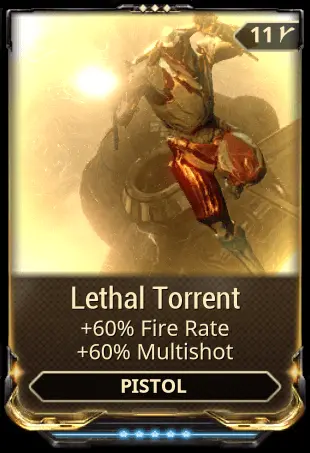 11
Lethal Torrent
+60% Fire Rate
+60% Multishot
PISTOL